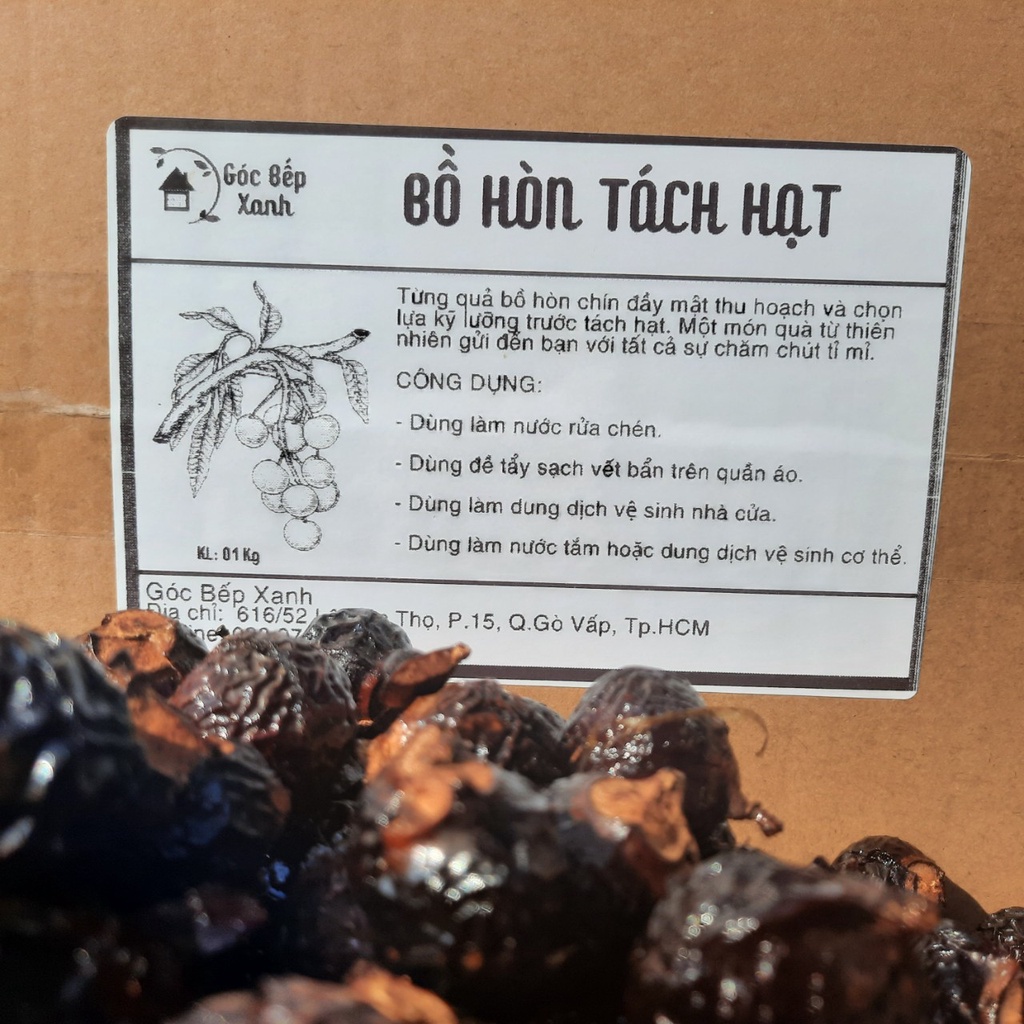 Góc Bếp
Xanh
BỒ HÒN TÁCH HẠT
Từng quả bồ hòn chín đầy mật thu hoạch và chọn
lựa kỹ lưỡng trước tách hạt. Một món quà từ thiên
nhiên gửi đến bạn với tất cả sự chăm chút tỉ mỉ.
CÔNG DỤNG:
- Dùng làm nước rửa chén.
- Dùng để tẩy sạch vết bẩn trên quần áo.
- Dùng làm dung dịch vệ sinh nhà cửa.
- Dùng làm nước tắm hoặc dung dịch vệ sinh cơ thể.
KL: 01 Kg
Góc Bếp Xanh
Địa chỉ: 616/52 Thọ, P.15, Q.Gò Vấp, Tp.HCM